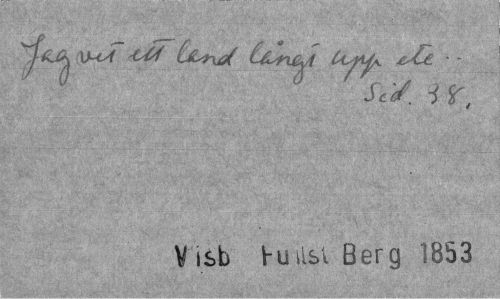 Jag vet ett land långt upp etc..
Sid. 38.
Visb Fullst Berg 1853